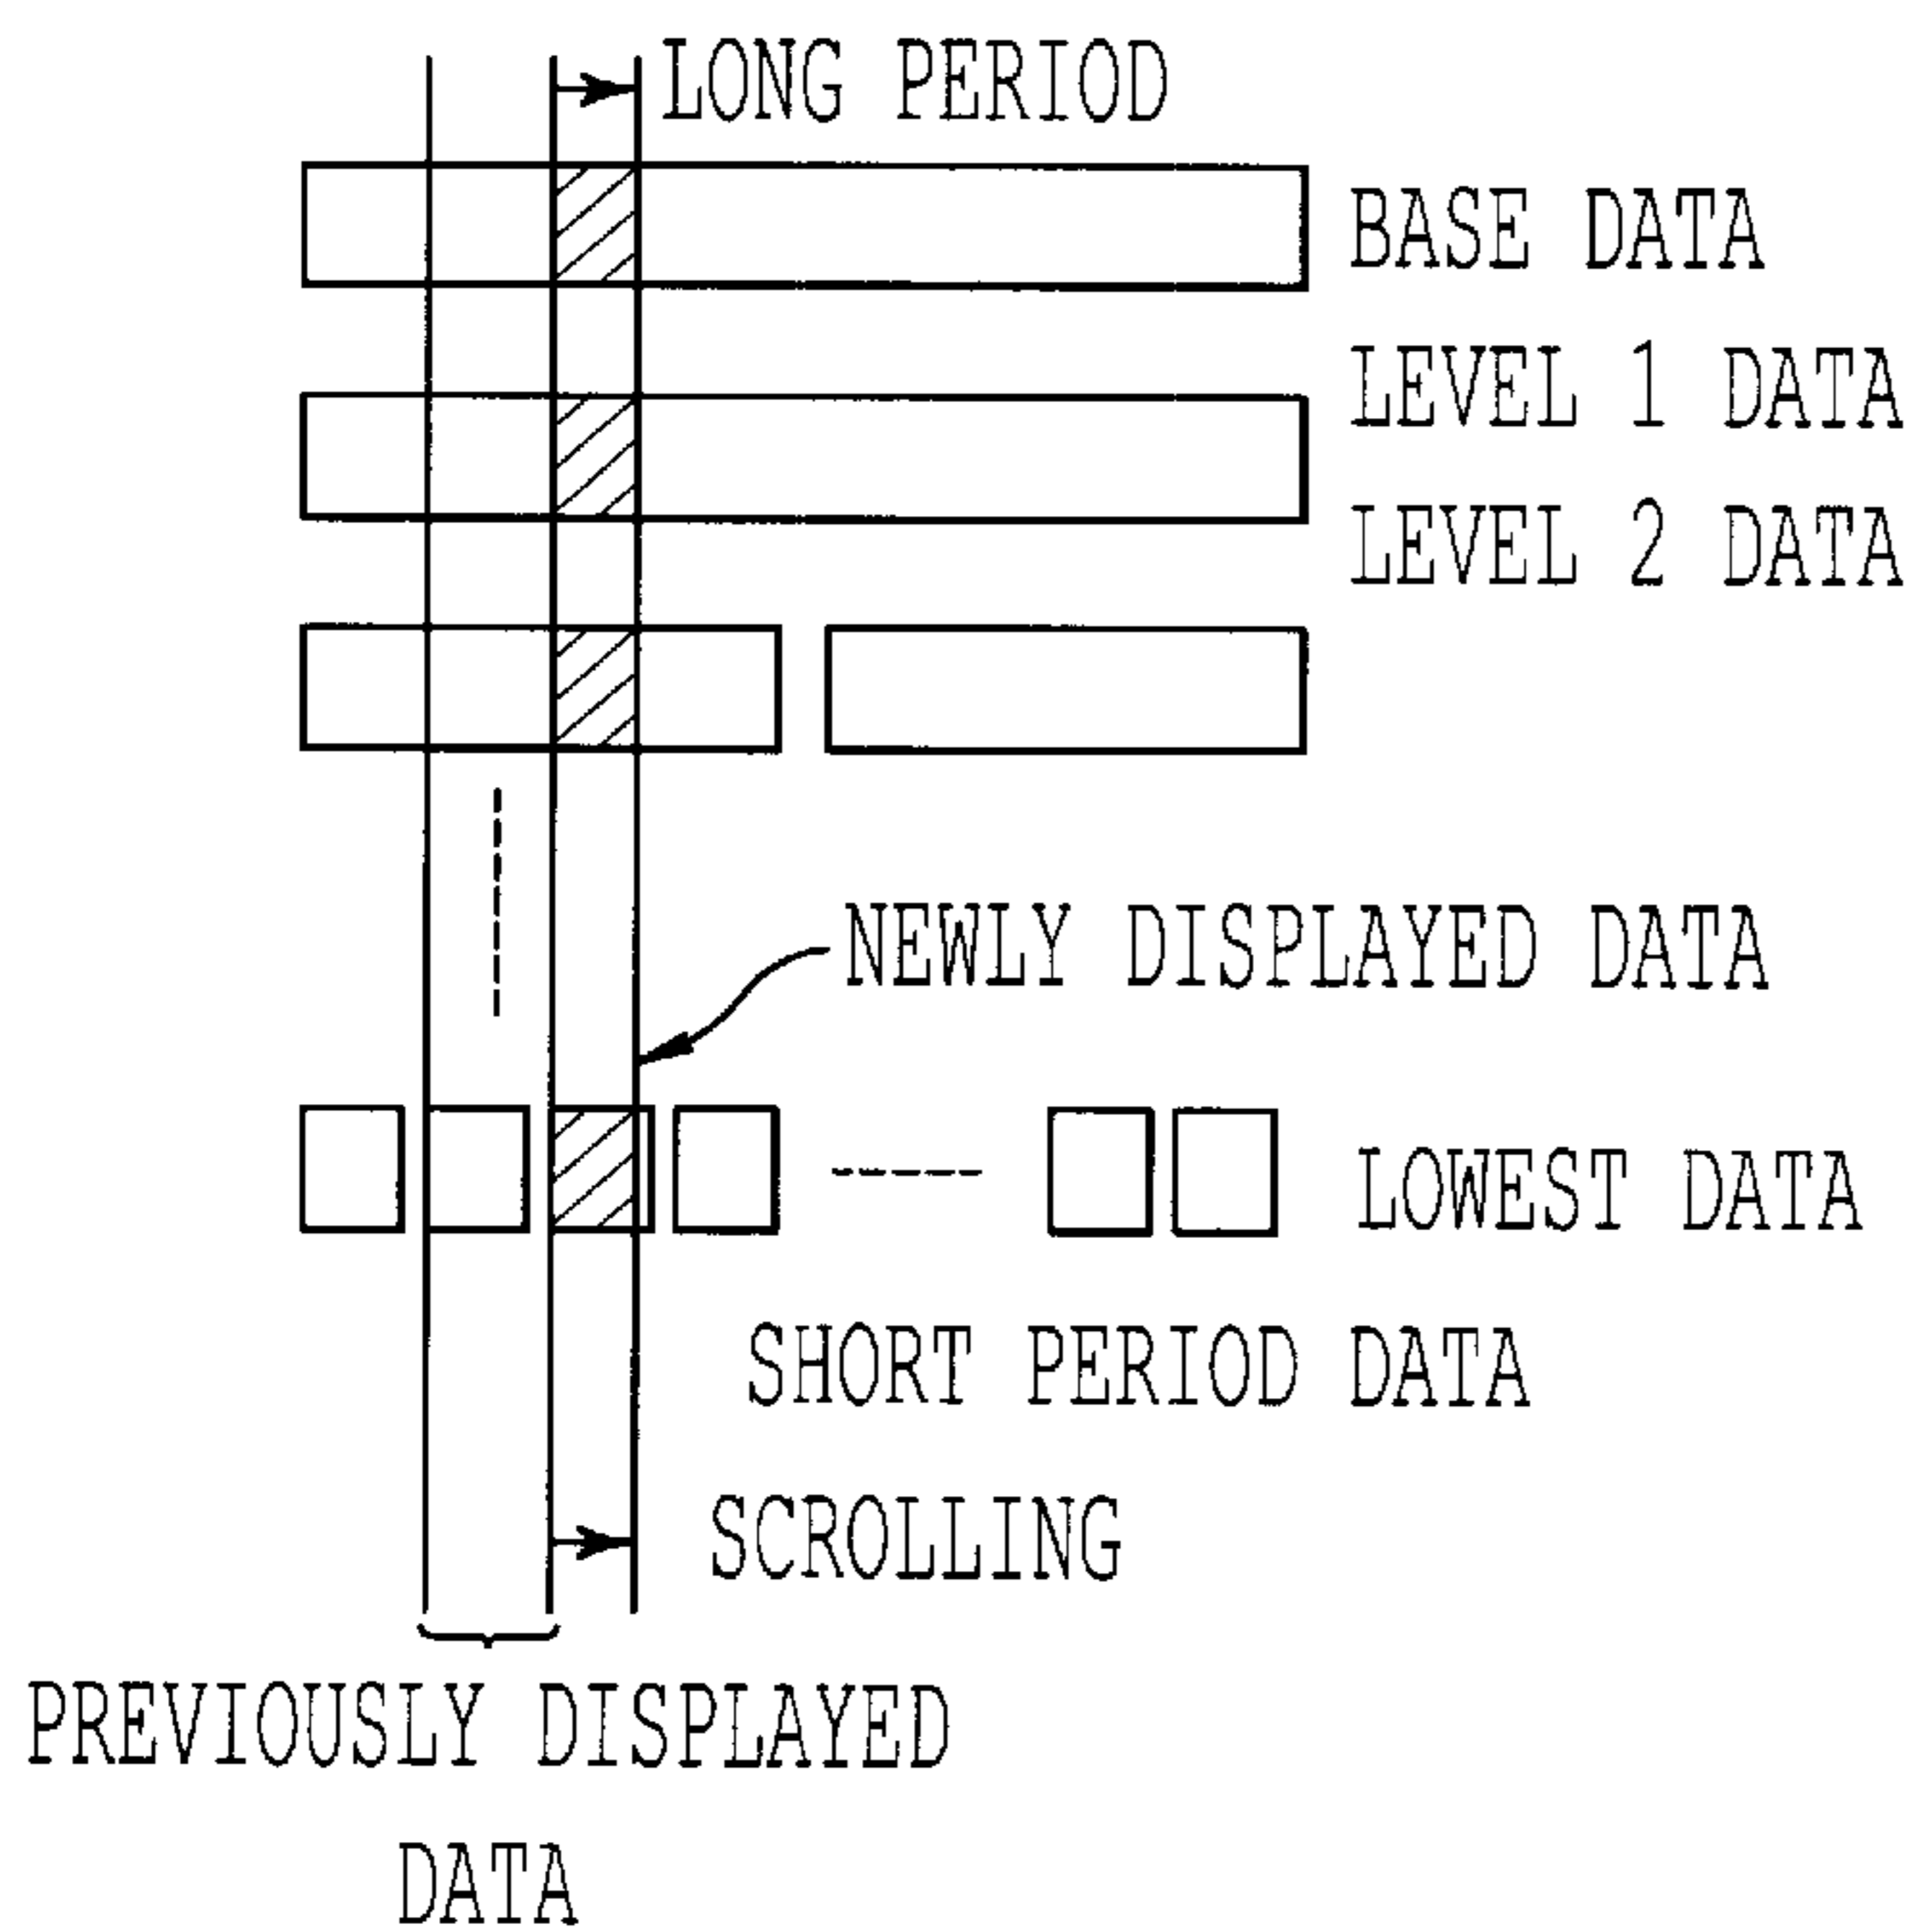 LONG PERIOD
BASE DATA
LEVEL 1 DATA
LEVEL 2 DATA
NEWLY DISPLAYED DATA
LOWEST DATA
SHORT PERIOD DATA
SCROLLING
PREVIOUSLY DISPLAYED
DATA